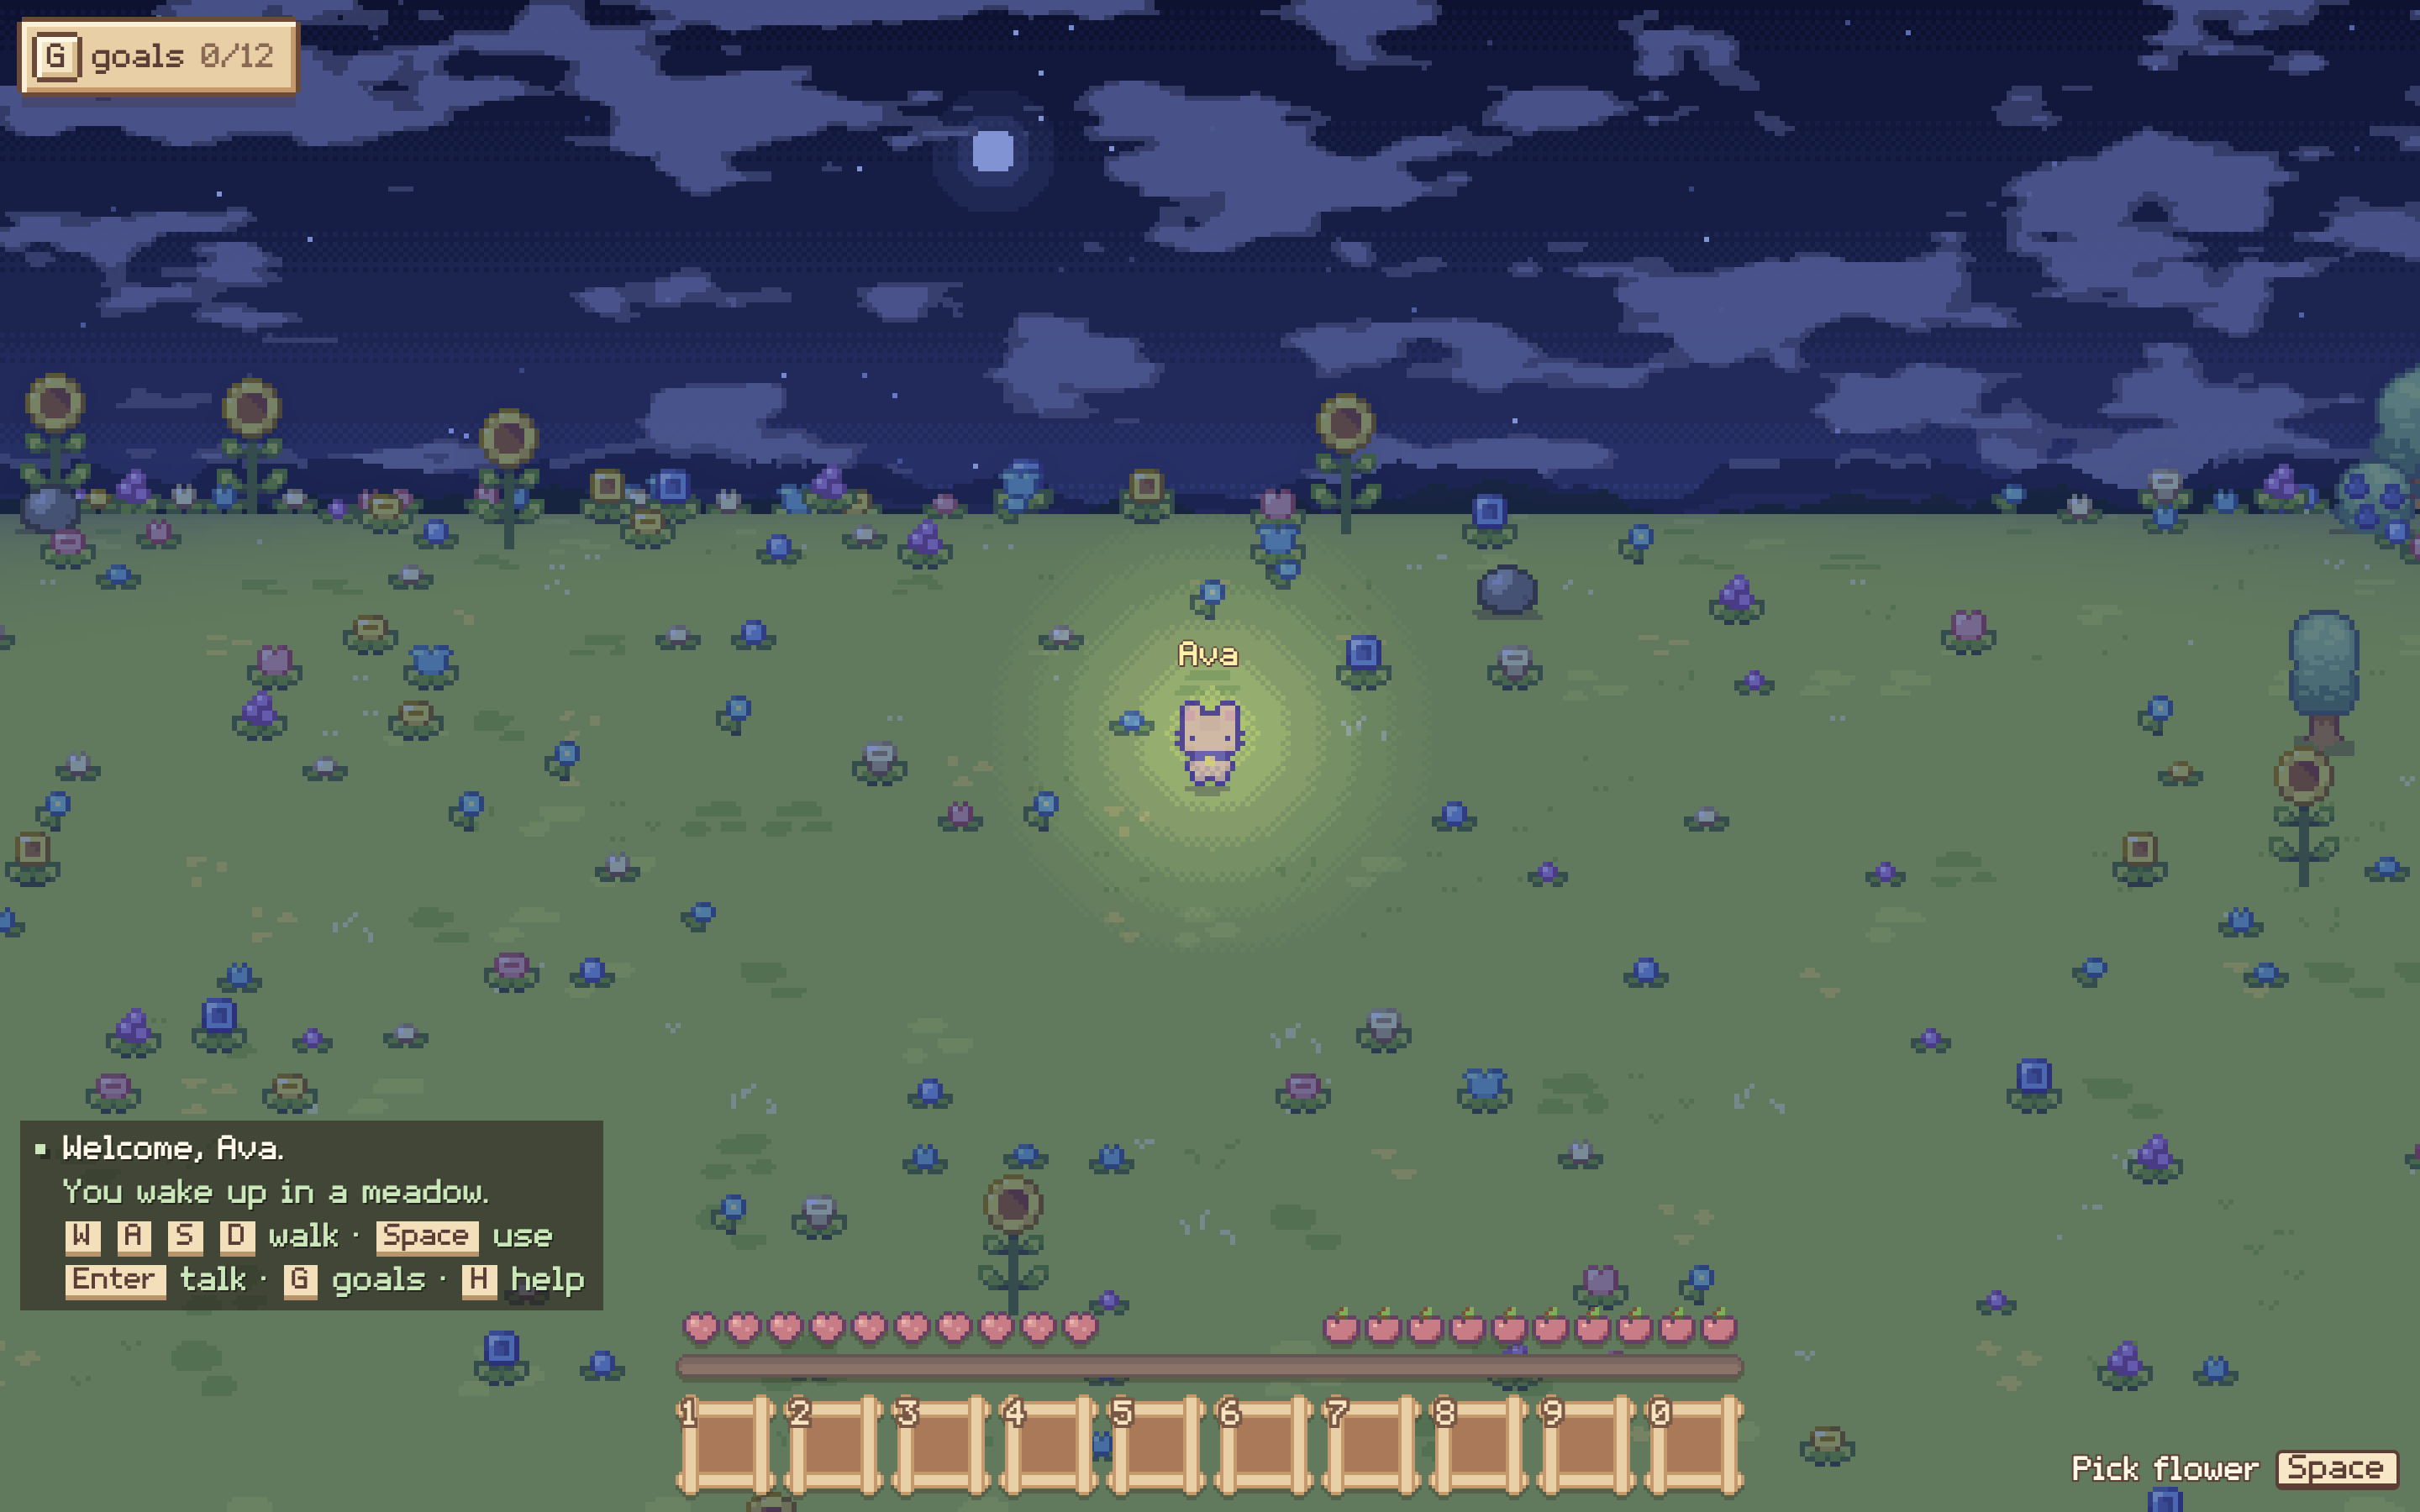 G goals 0/12
Ava
Welcome, Ava.
You wake up in a meadow.
W A S D walk · Space use
Enter talk · G goals · H help
1 2 3 4 5 6 7 8 9 0
Pick flower Space